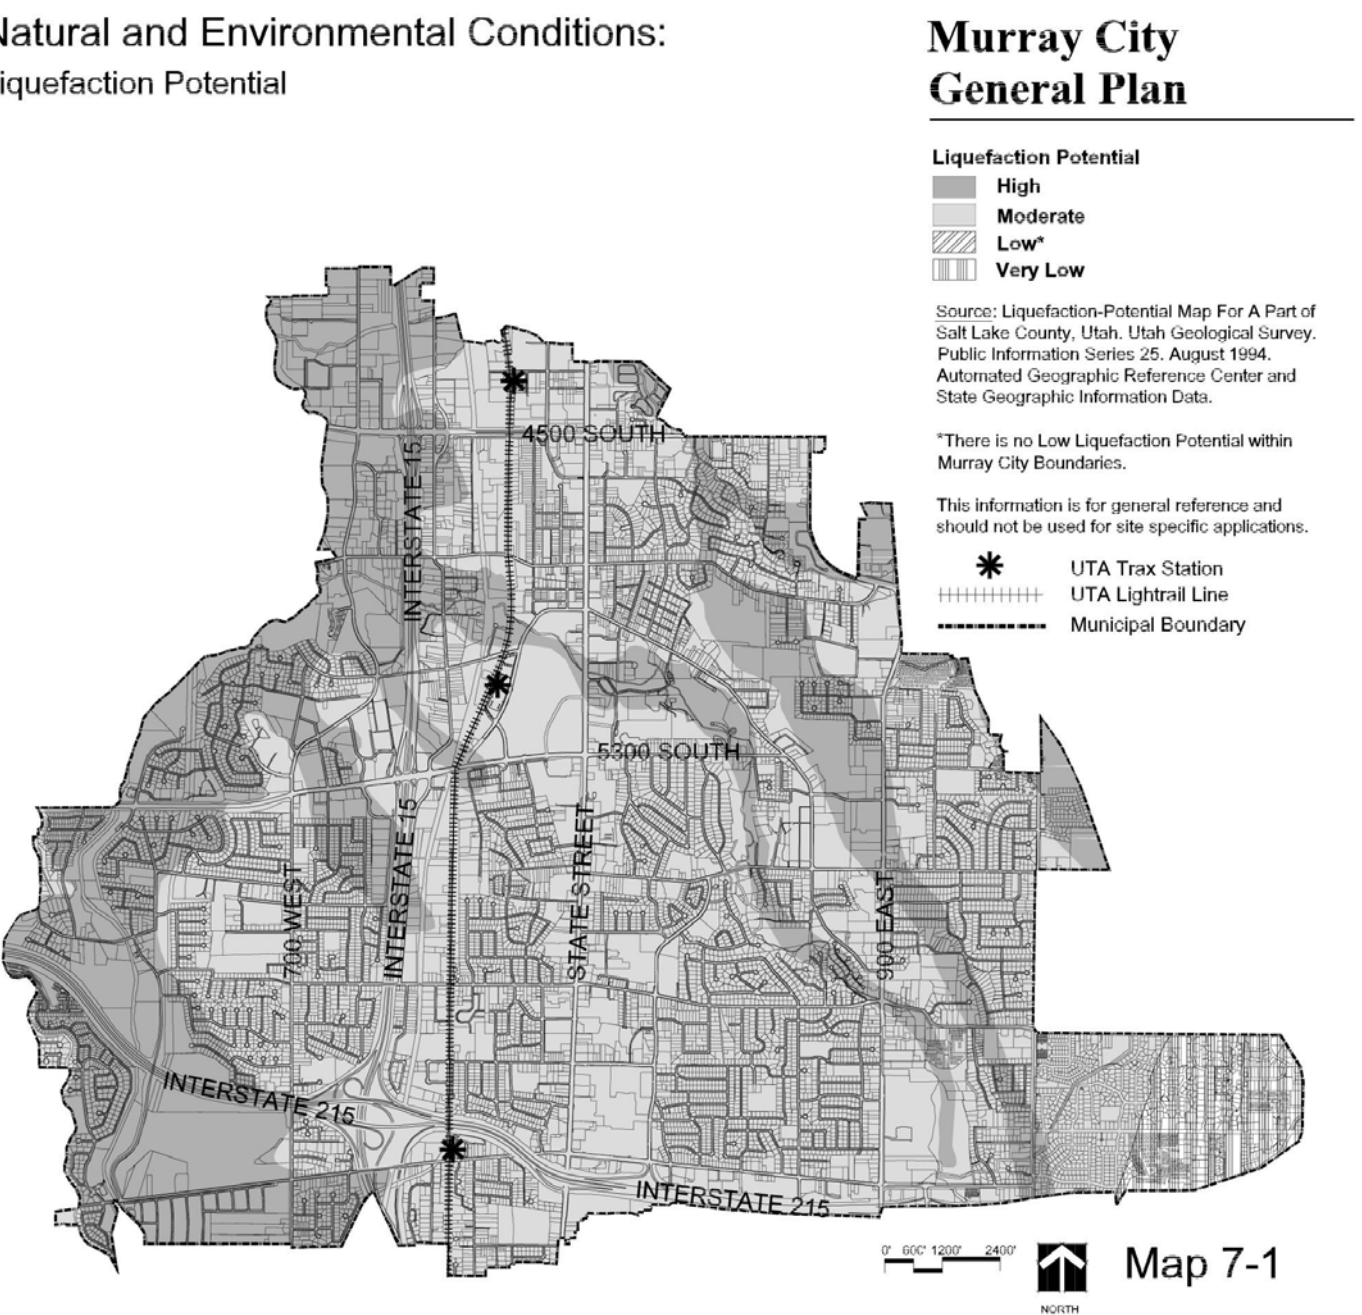 Natural and Environmental Conditions:
iquefaction Potential
Murray City
General Plan
Liquefaction Potential
High
Moderate
Low*
Very Low
Source: Liquefaction-Potential Map For A Part of
Salt Lake County, Utah. Utah Geological Survey.
Public Information Series 25. August 1994.
Automated Geographic Reference Center and
State Geographic Information Data.
*There is no Low Liquefaction Potential within
Murray City Boundaries.
This information is for general reference and
should not be used for site specific applications.
UTA Trax Station
UTA Lightrail Line
Municipal Boundary
4500 SOUTH
INTERSTATE 15
5300 SOUTH
INTERSTATE 15
700 WEST
STATE STREET
900 EAST
INTERSTATE 215
INTERSTATE 215
0' 600' 1200' 2400'
NORTH
Map 7-1